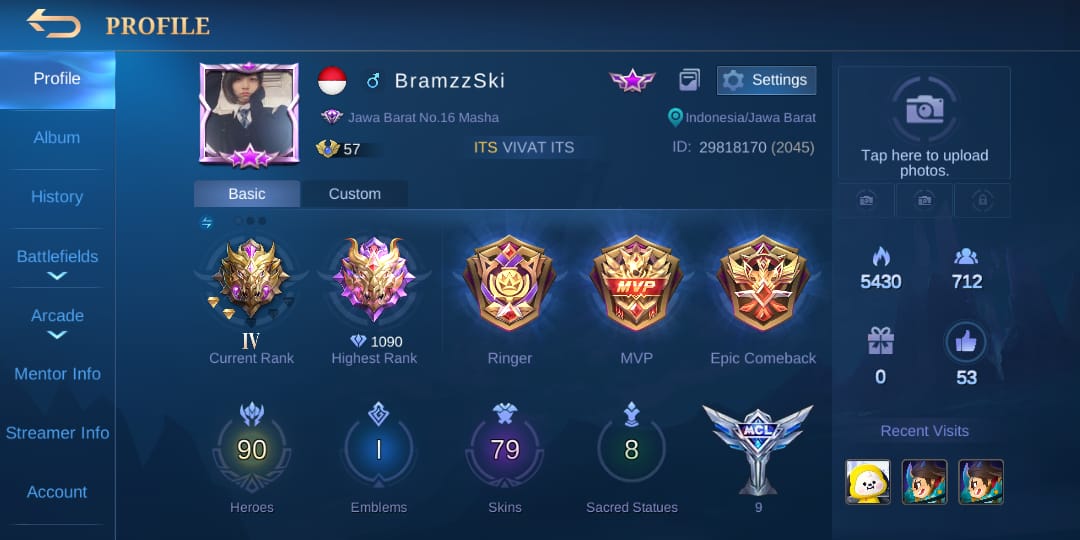 PROFILE
Profile
Album
History
Battlefields
Arcade
Mentor Info
Streamer Info
Account
BramzzSki
Settings
Jawa Barat No.16 Masha
Indonesia/Jawa Barat
57
ITS VIVAT ITS
ID: 29818170 (2045)
Basic
Custom
IV
Current Rank
1090
Highest Rank
Ringer
MVP
MVP
Epic Comeback
90
Heroes
I
Emblems
79
Skins
8
Sacred Statues
MCL
9
Tap here to upload
photos.
5430
712
0
53
Recent Visits